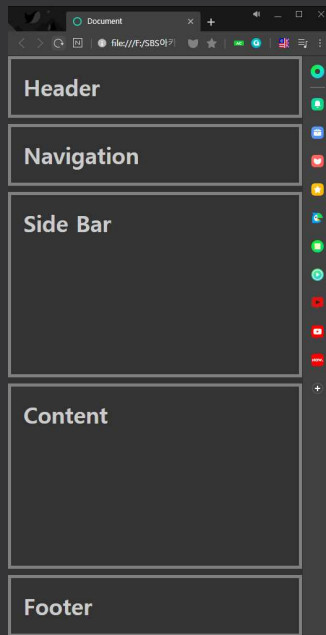 Document
file:///F:/SBS아카
Header
Navigation
Side Bar
Content
Footer